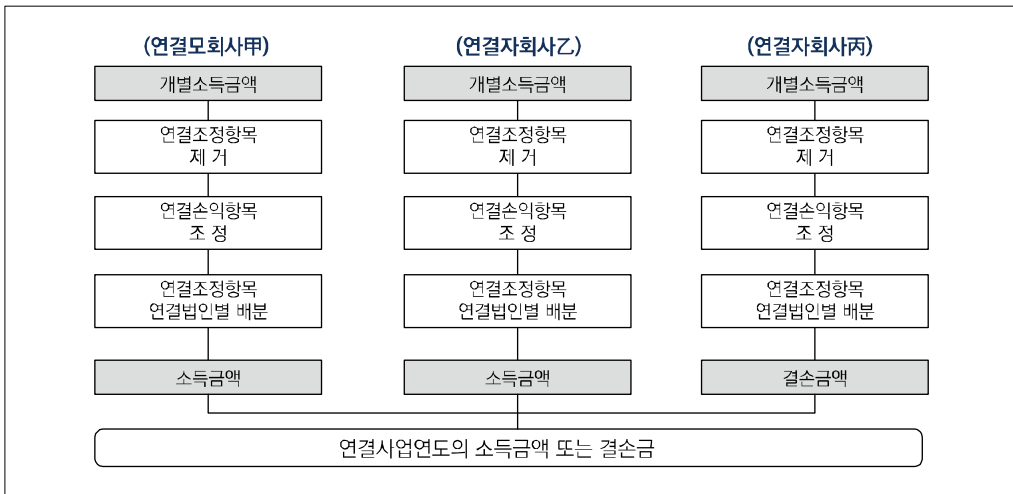 (연결모회사甲)
개별소득금액
연결조정항목
제 거
연결손익항목
조 정
연결조정항목
연결법인별 배분
소득금액
(연결자회사乙)
개별소득금액
연결조정항목
제 거
연결손익항목
조 정
연결조정항목
연결법인별 배분
소득금액
(연결자회사丙)
개별소득금액
연결조정항목
제 거
연결손익항목
조 정
연결조정항목
연결법인별 배분
결손금액
연결사업연도의 소득금액 또는 결손금